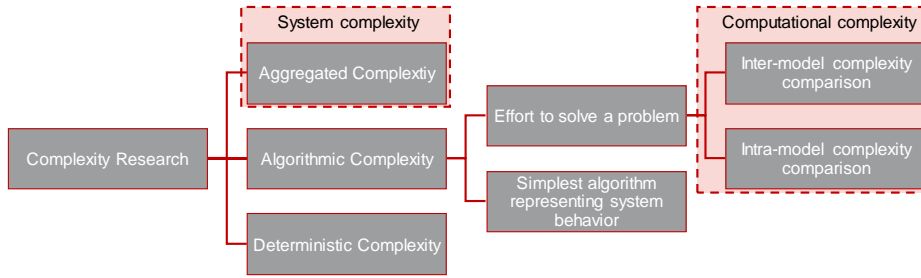 System complexity
Computational complexity
Aggregated Complextiy
Inter-model complexity
comparison
Effort to solve a problem
Complexity Research
Algorithmic Complexity
Intra-model complexity
comparison
Simplest algorithm
representing system
behavior
Deterministic Complexity